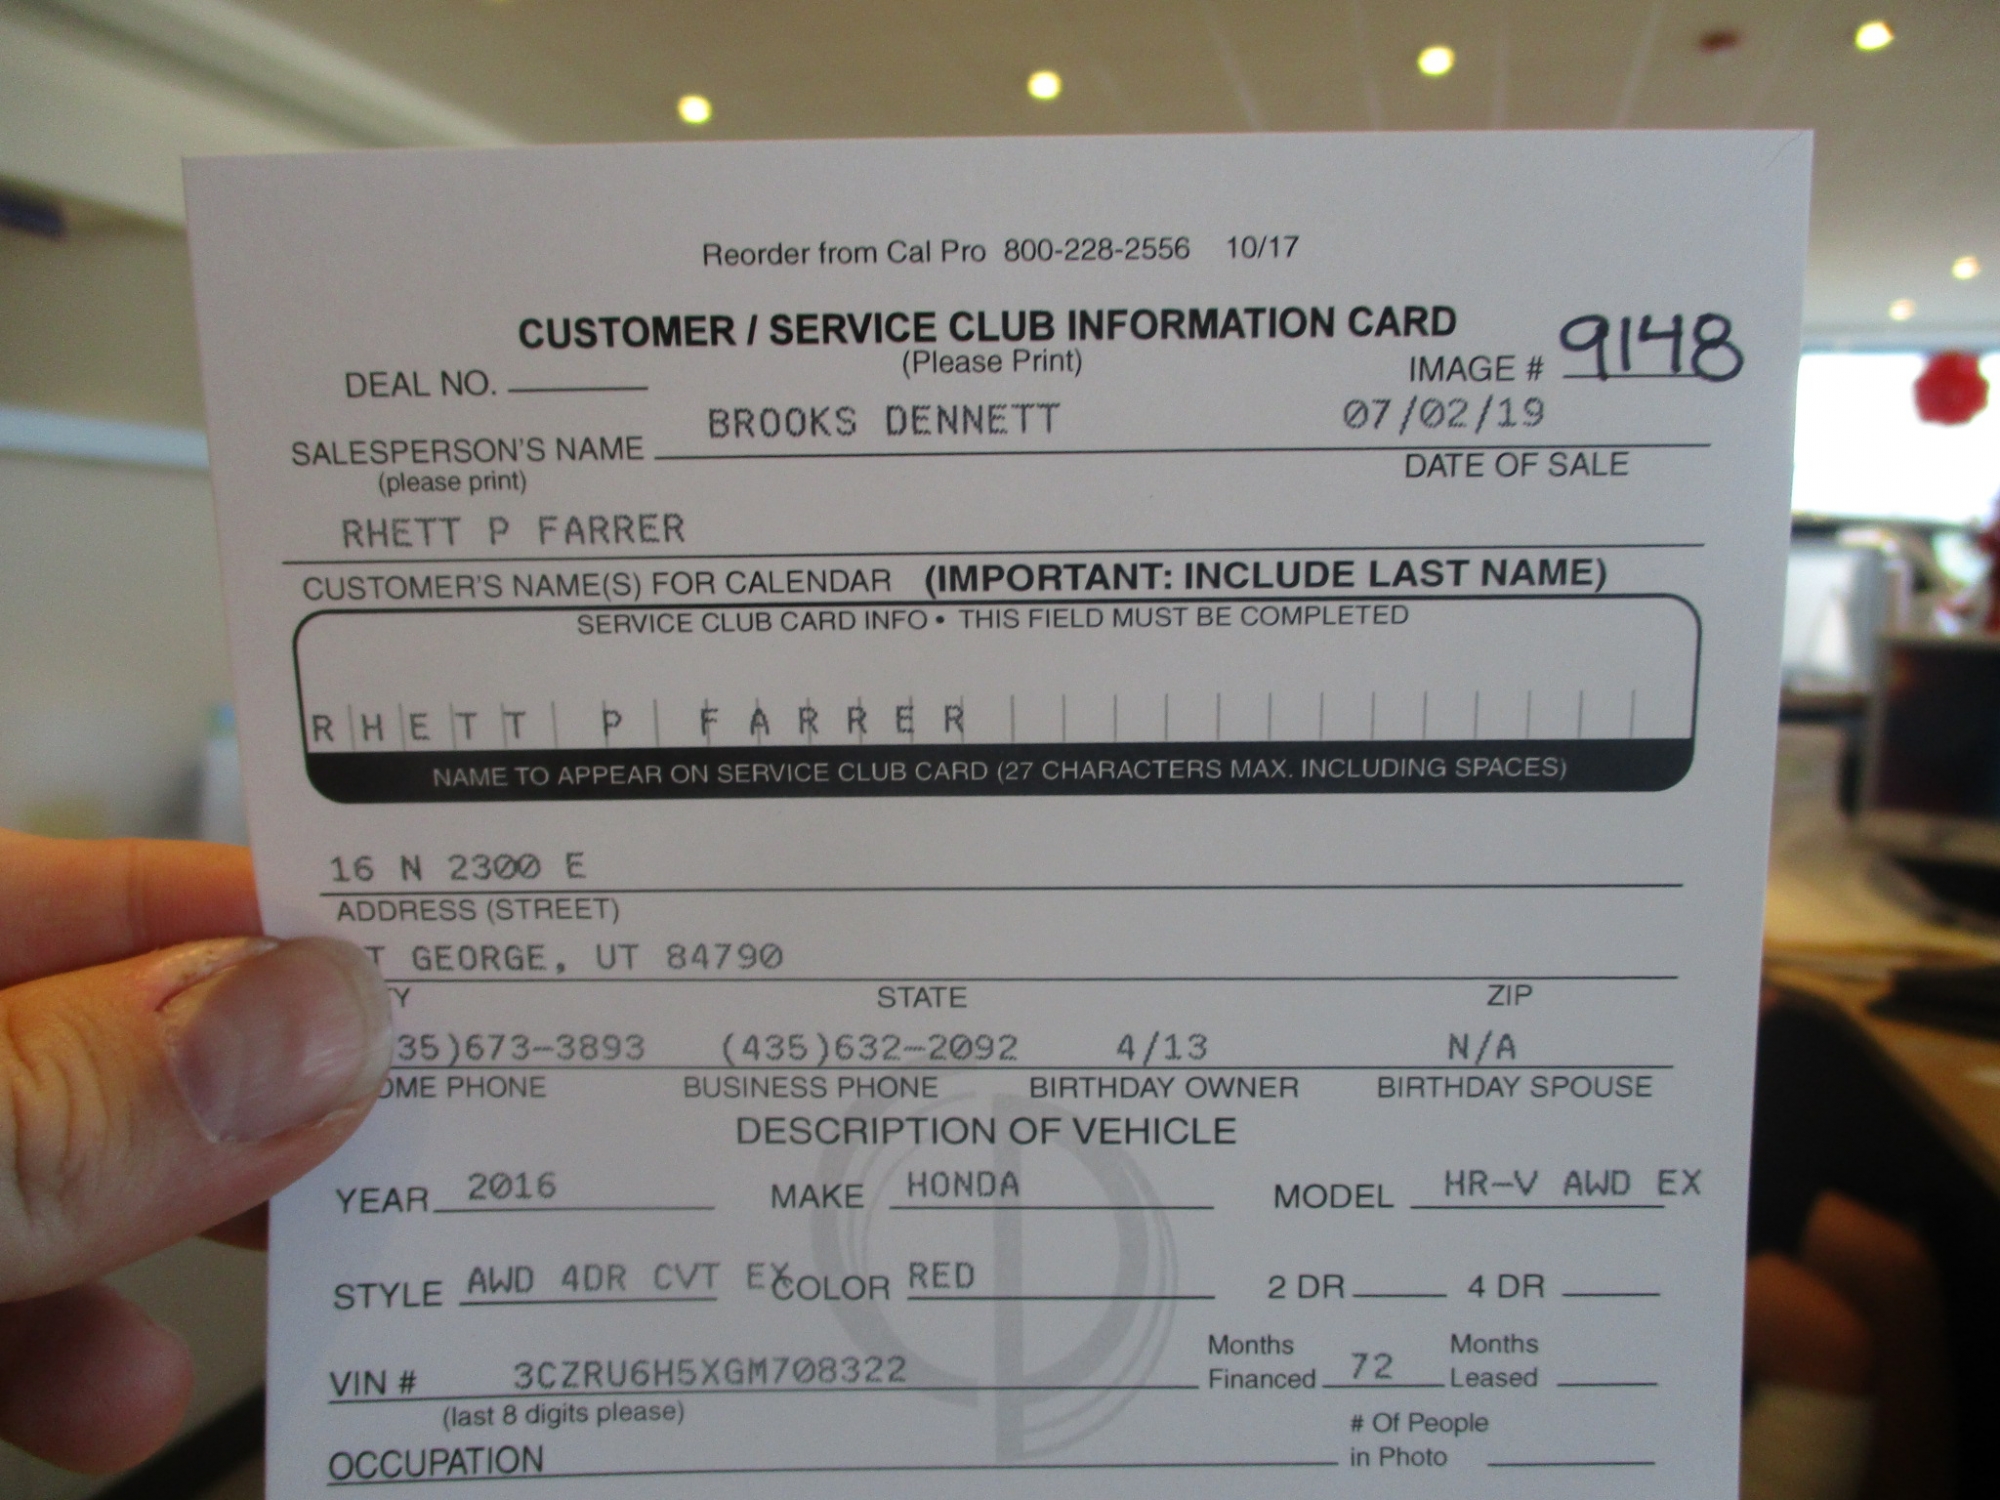 Reorder from Cal Pro 800-228-2556 10/17
CUSTOMER / SERVICE CLUB INFORMATION CARD
(Please Print)
DEAL NO.
IMAGE # 9148
BROOKS DENNETT 07/02/19
SALESPERSON'S NAME
(please print)
DATE OF SALE
RHETT P FARRER
CUSTOMER'S NAME(S) FOR CALENDAR (IMPORTANT: INCLUDE LAST NAME)
SERVICE CLUB CARD INFO • THIS FIELD MUST BE COMPLETED
RHETT P FARRER
NAME TO APPEAR ON SERVICE CLUB CARD (27 CHARACTERS MAX. INCLUDING SPACES)
16 N 2300 E
ADDRESS (STREET)
T GEORGE, UT 84790
Y STATE ZIP
35)673-3893 (435)632-2092 4/13 N/A
OME PHONE BUSINESS PHONE BIRTHDAY OWNER BIRTHDAY SPOUSE
DESCRIPTION OF VEHICLE
YEAR 2016 MAKE HONDA MODEL HR-V AWD EX
STYLE AWD 4DR CVT EX COLOR RED 2 DR 4 DR
VIN # 3CZRU6H5XGM708322 Months Financed 72 Months Leased
(last 8 digits please)
OCCUPATION # Of People in Photo